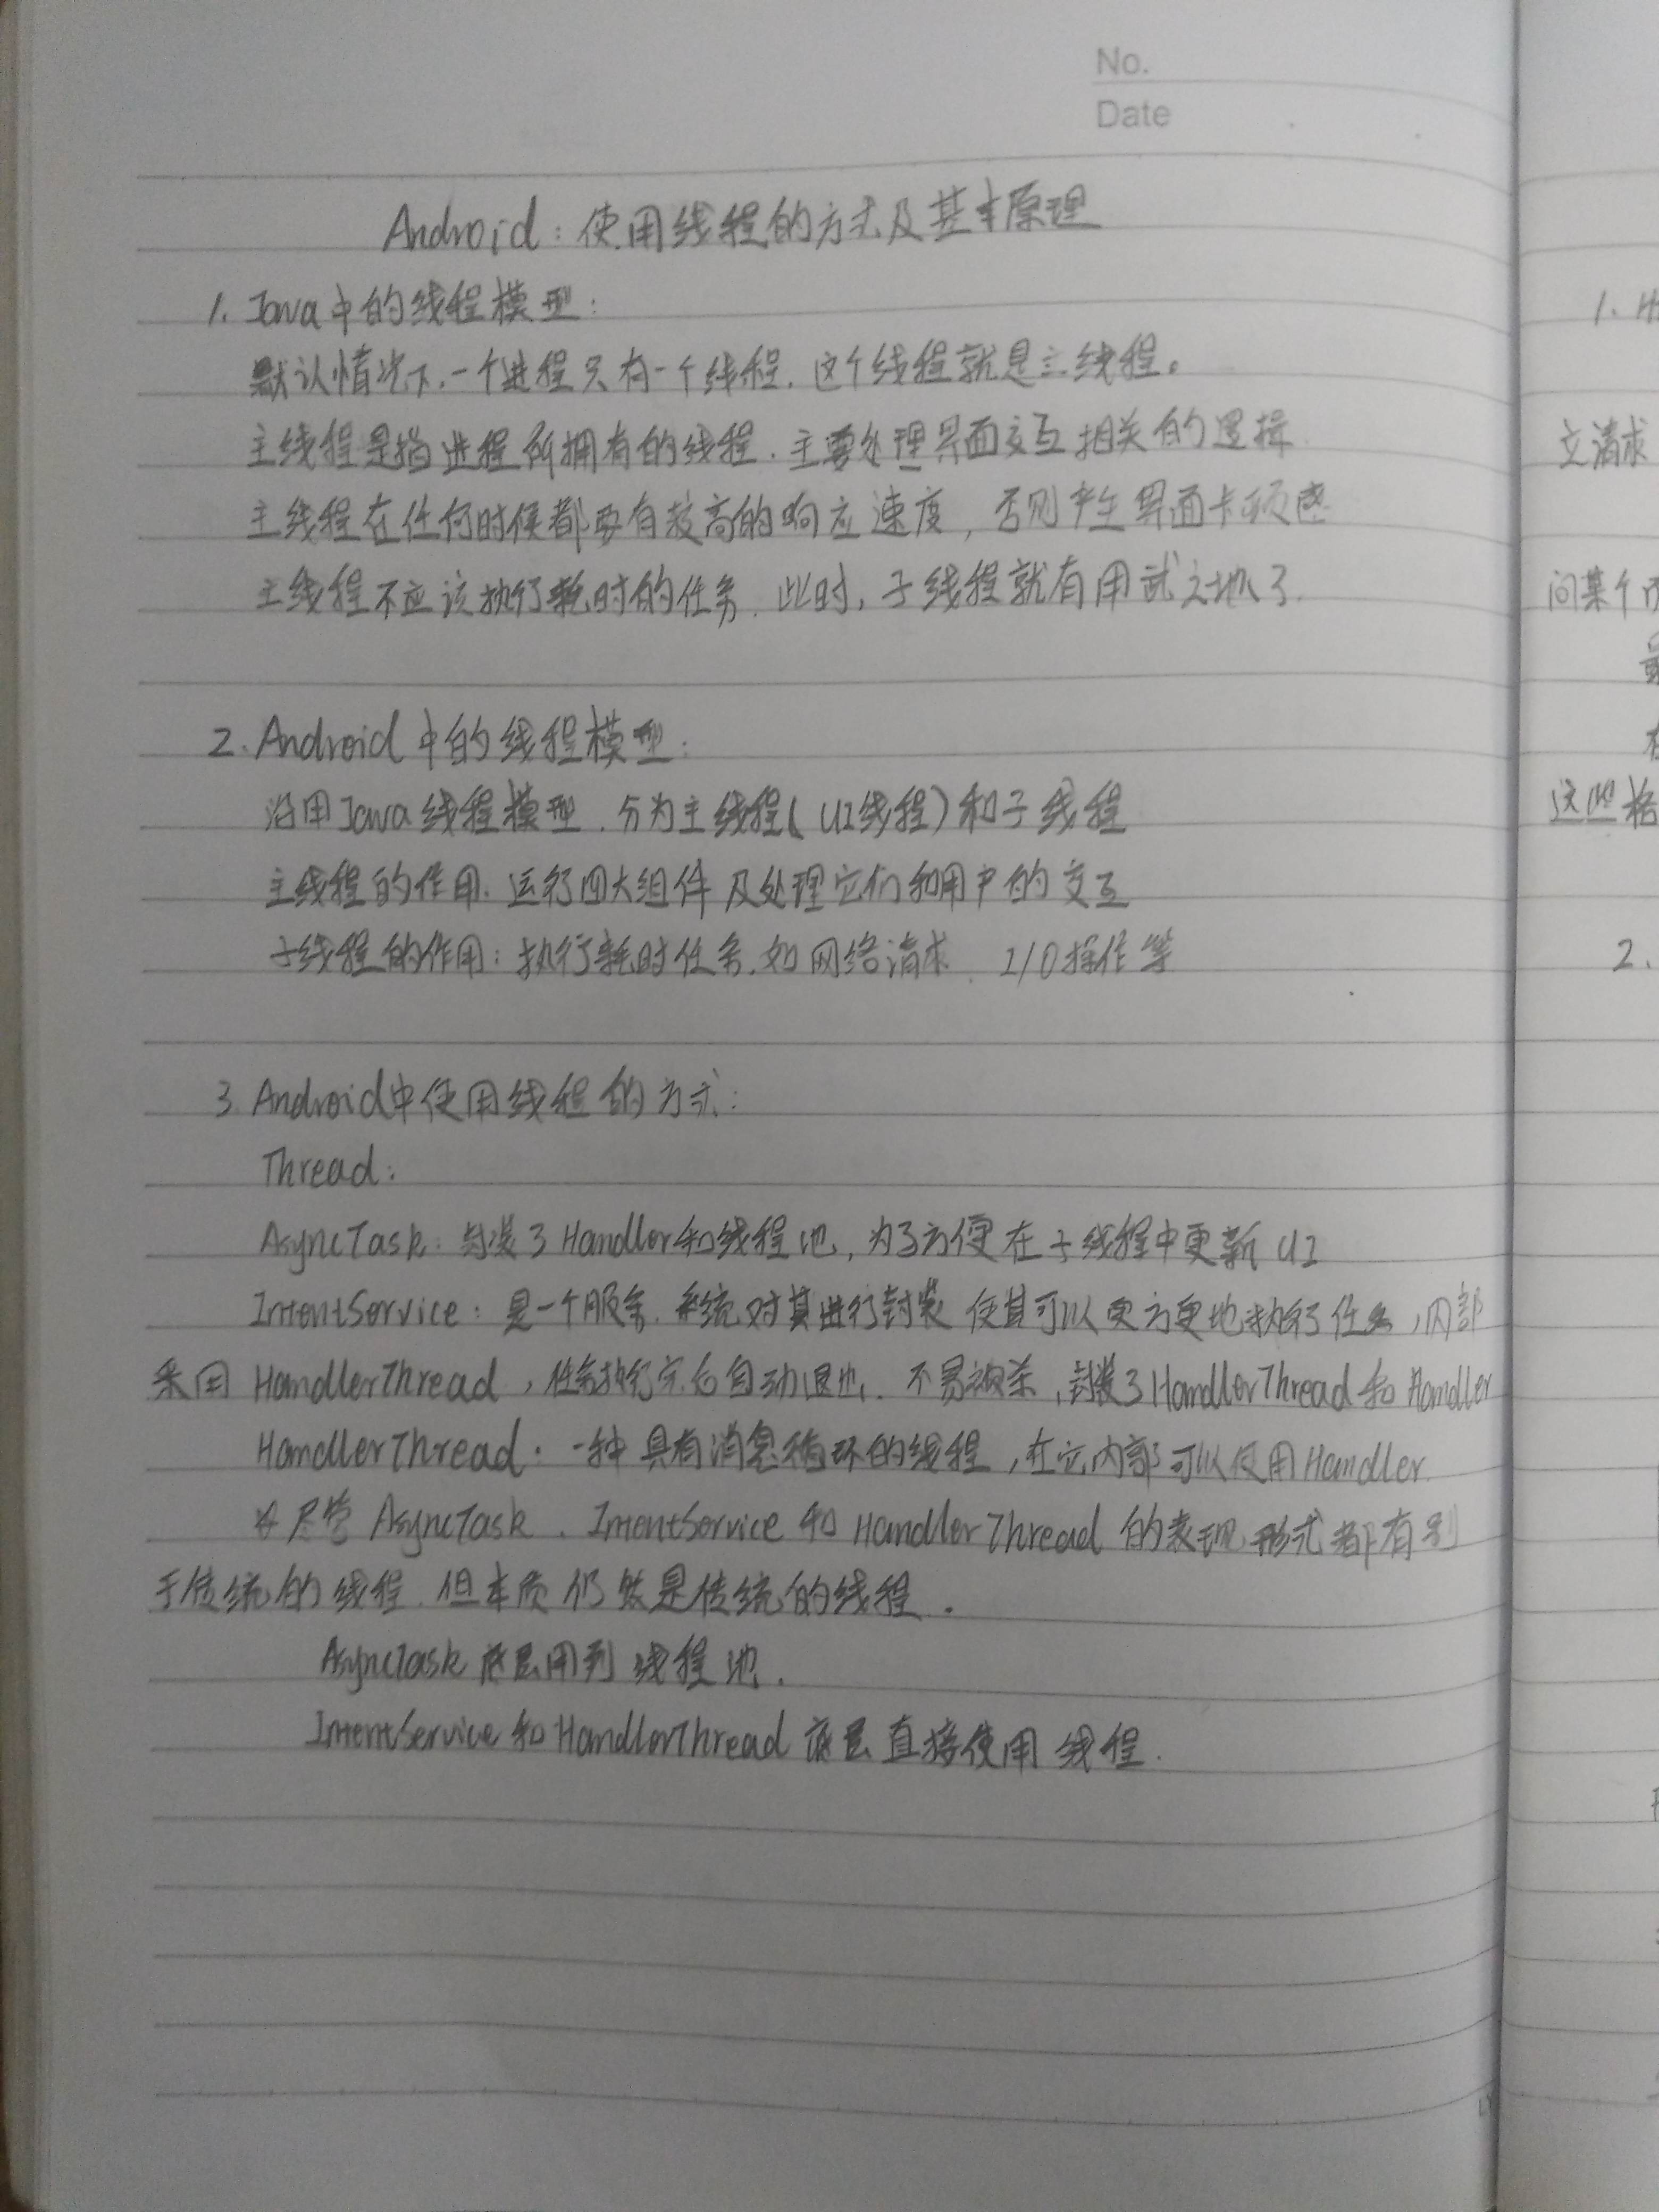 No.
Date
Android：使用线程的方式及基本原理
1. Java中的线程模型：
默认情况下，一个进程只有一个线程，这个线程就是主线程。
主线程是指进程所拥有的线程，主要处理界面交互相关的逻辑
主线程在任何时候都要有较高的响应速度，否则产生界面卡顿感
主线程不应该执行耗时的任务，此时，子线程就有用武之地了.
2. Android中的线程模型：
沿用Java线程模型，分为主线程（UI线程）和子线程
主线程的作用：运行四大组件及处理它们和用户的交互
子线程的作用：执行耗时任务，如网络请求、I/O操作等
3. Android中使用线程的方式：
Thread：
AsyncTask：封装了Handler和线程池，为了方便在子线程中更新UI
IntentService：是一个服务，系统对其进行封装 使其可以更方便地执行任务，内部
采用HandlerThread，任务执行完后自动退出，不易被杀，封装了HandlerThread和Handler
HandlerThread：一种具有消息循环的线程，在它内部可以使用Handler.
* 尽管AsyncTask、IntentService和HandlerThread的表现形式都有别
于传统的线程，但本质仍然是传统的线程.
AsyncTask底层用到线程池.
IntentService和HandlerThread底层直接使用线程.
1.
文请求
问某个
这些格
2.